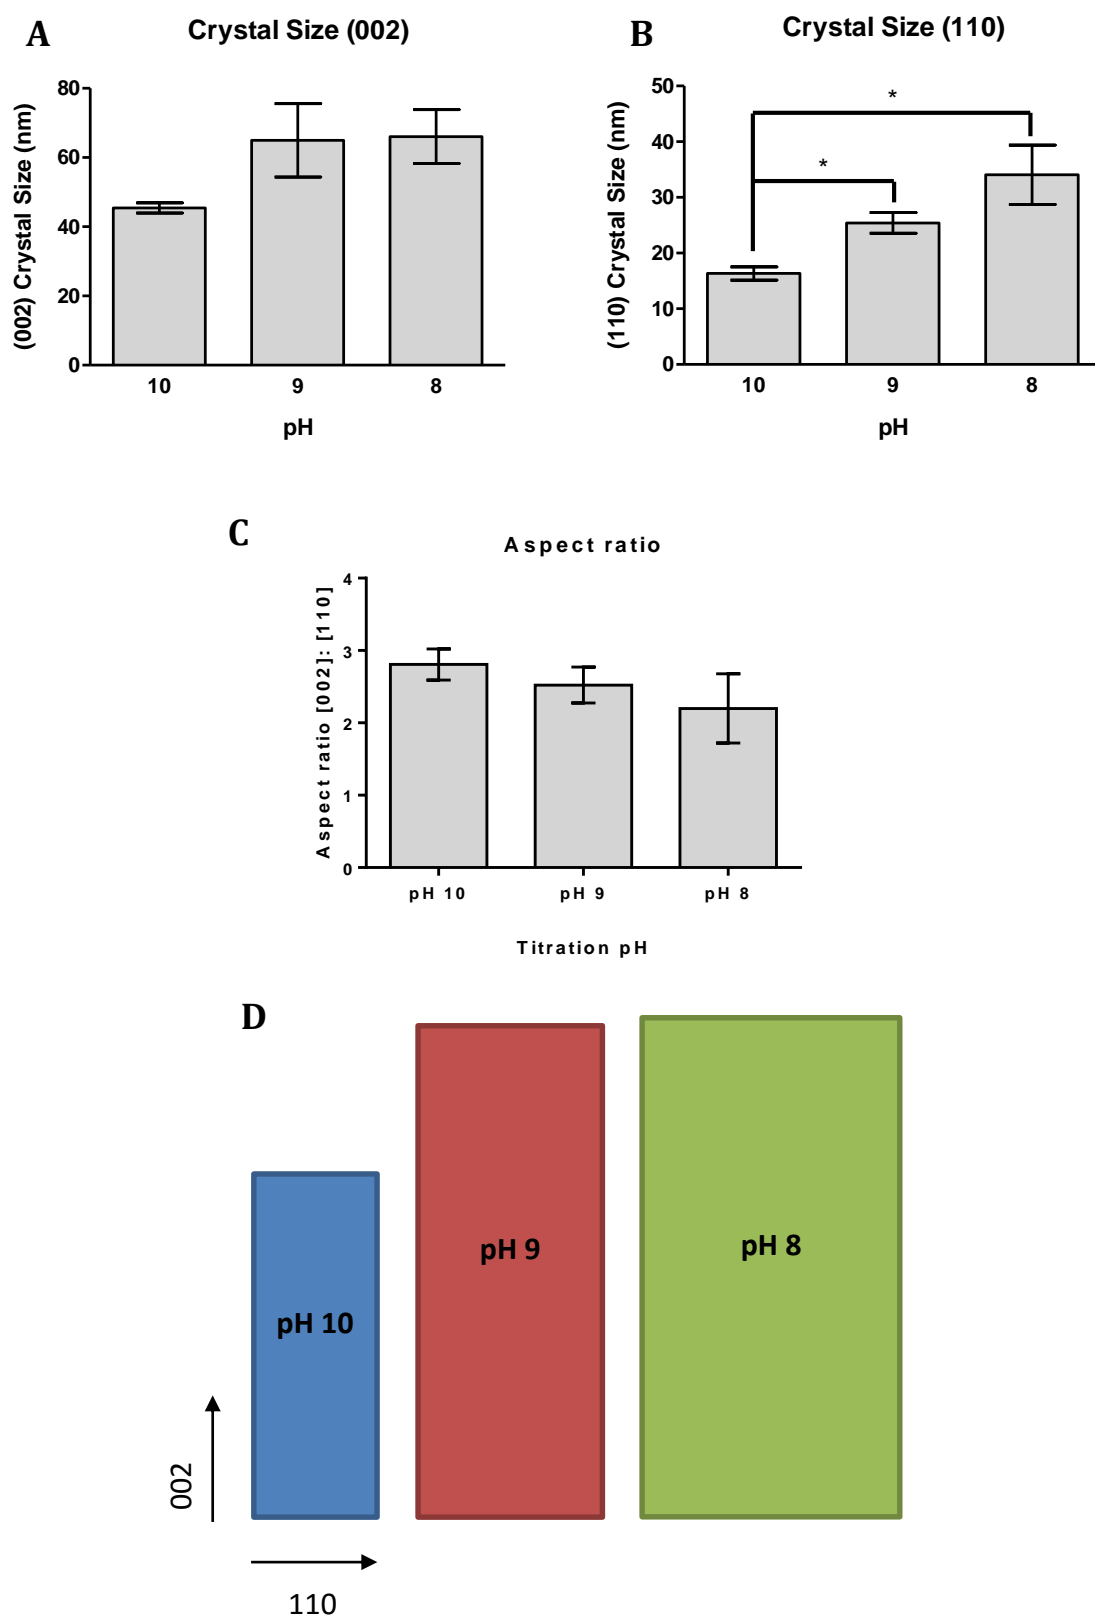 A
Crystal Size (002)
(002) Crystal Size (nm)
80
60
40
20
0
10 9 8
pH
B
Crystal Size (110)
(110) Crystal Size (nm)
50
40
30
20
10
0
*
*
10 9 8
pH
C
Aspect ratio
Aspect ratio [002]: [110]
4
3
2
1
0
pH 10 pH 9 pH 8
Titration pH
D
pH 10
pH 9
pH 8
002
110